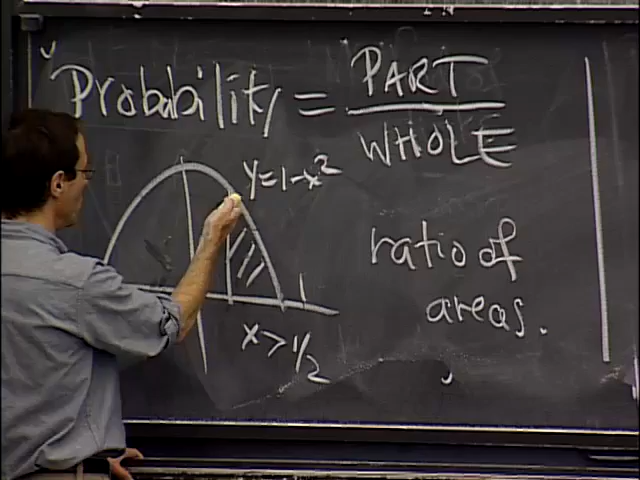 Probability = PART
WHOLE
y=1-x²
ratio of
areas.
1
x > 1/2